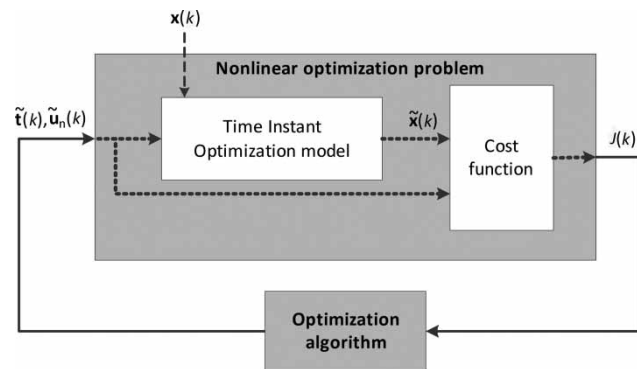 x(k)
Nonlinear optimization problem
t̃(k),ũₙ(k)
Time Instant
Optimization model
x̃(k)
Cost
function
J(k)
Optimization
algorithm